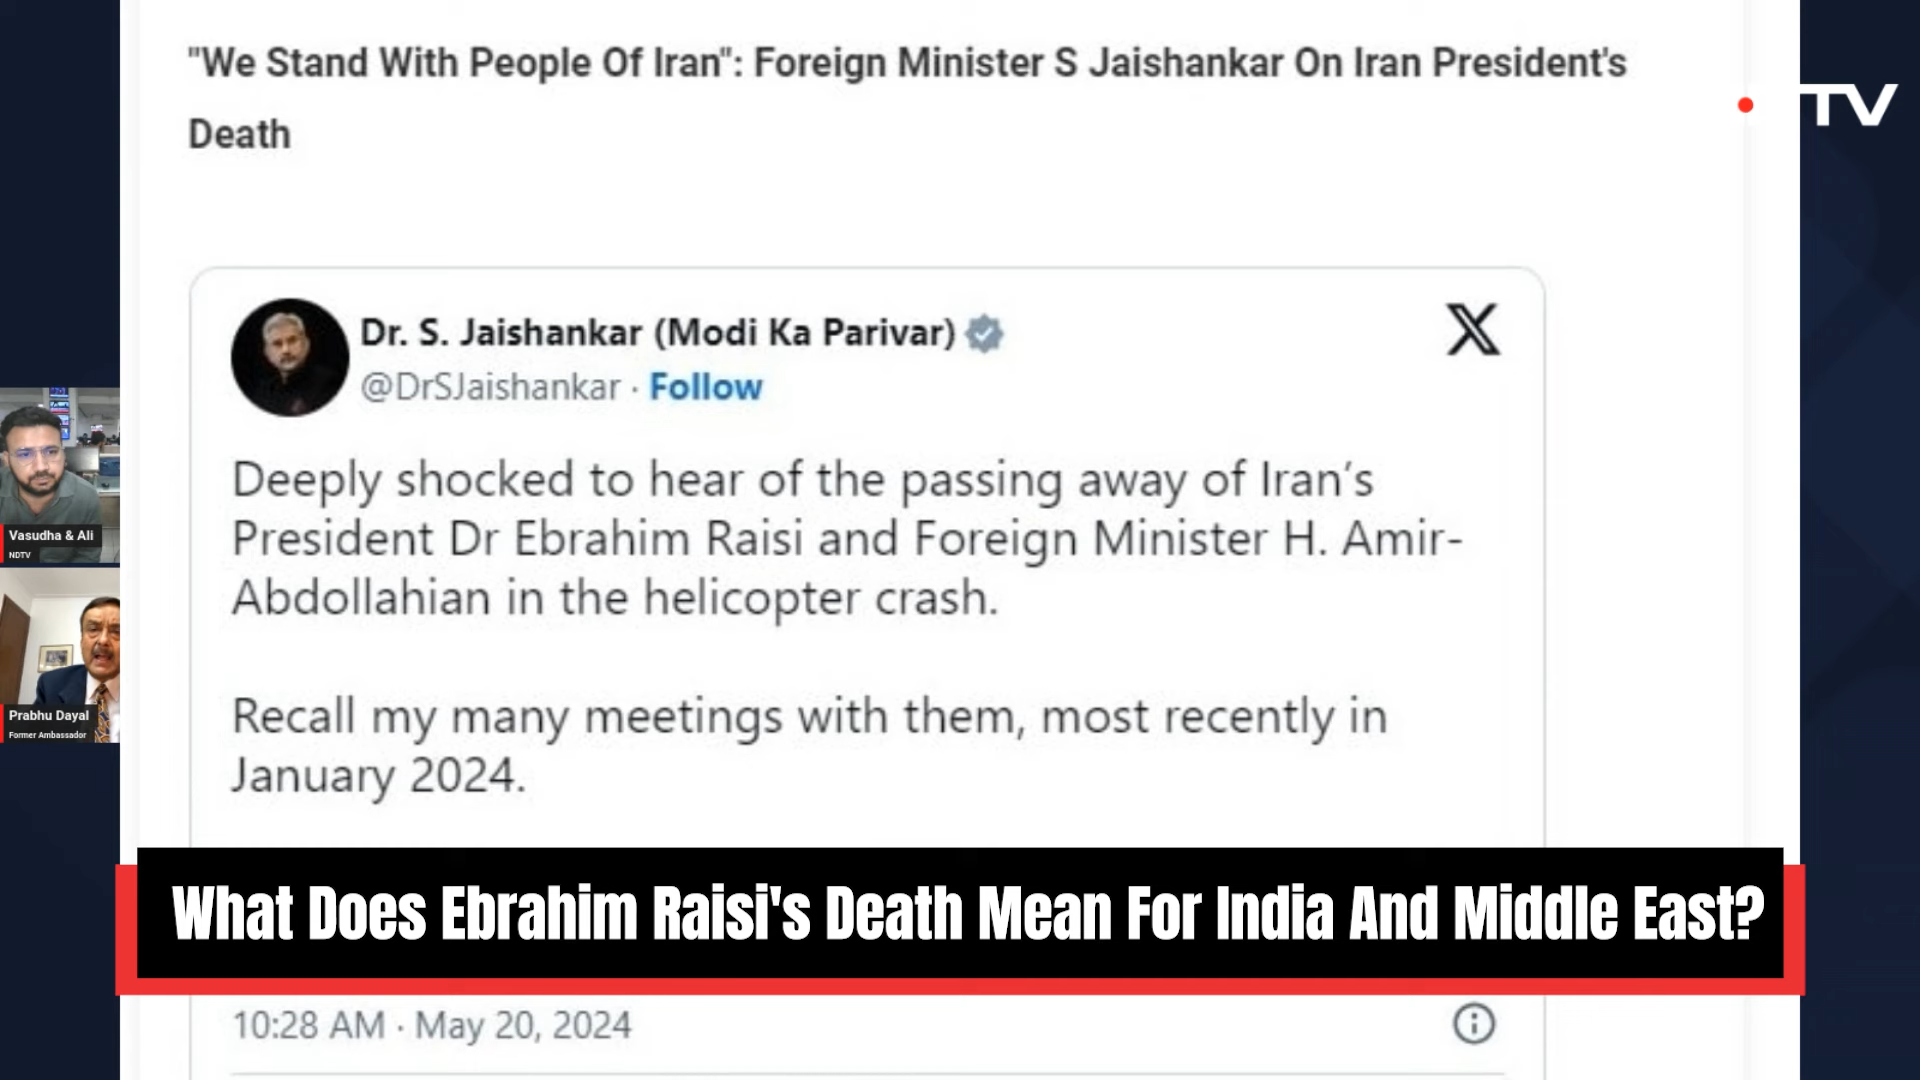 "We Stand With People Of Iran": Foreign Minister S Jaishankar On Iran President's
Death
TV
Dr. S. Jaishankar (Modi Ka Parivar)
@DrSJaishankar · Follow
X
Deeply shocked to hear of the passing away of Iran’s
President Dr Ebrahim Raisi and Foreign Minister H. Amir-
Abdollahian in the helicopter crash.
Recall my many meetings with them, most recently in
January 2024.
Vasudha & Ali
NDTV
Prabhu Dayal
Former Ambassador
What Does Ebrahim Raisi's Death Mean For India And Middle East?
10:28 AM · May 20, 2024